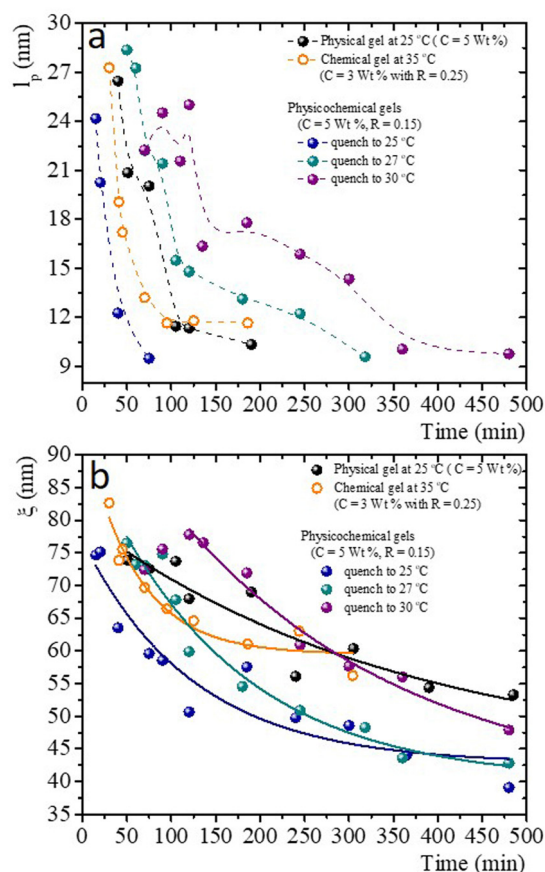 a
l_p (nm)
30
27
24
21
18
15
12
9
0 50 100 150 200 250 300 350 400 450 500
Time (min)
Physical gel at 25 °C ( C = 5 Wt %)
Chemical gel at 35 °C
(C = 3 Wt % with R = 0.25)
Physicochemical gels
(C = 5 Wt %, R = 0.15)
quench to 25 °C
quench to 27 °C
quench to 30 °C
b
ξ (nm)
90
85
80
75
70
65
60
55
50
45
40
35
0 50 100 150 200 250 300 350 400 450 500
Time (min)
Physical gel at 25 °C ( C = 5 Wt %)
Chemical gel at 35 °C
(C = 3 Wt % with R = 0.25)
Physicochemical gels
(C = 5 Wt %, R = 0.15)
quench to 25 °C
quench to 27 °C
quench to 30 °C